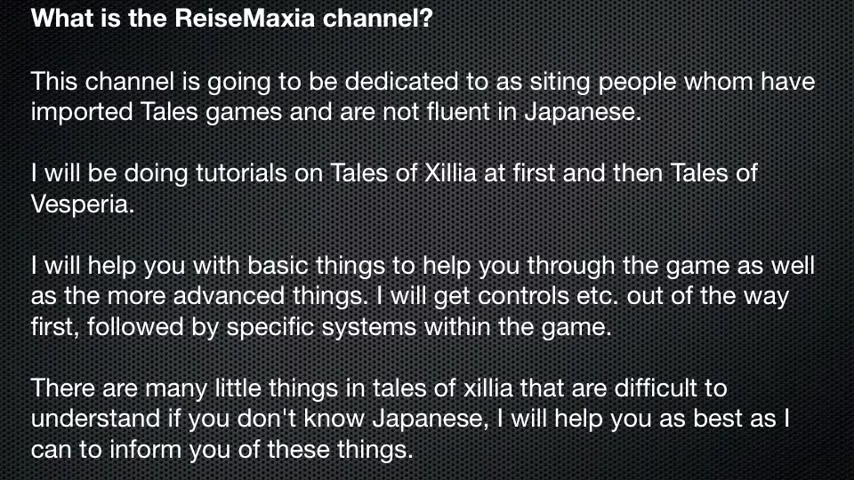 What is the ReiseMaxia channel?
This channel is going to be dedicated to as siting people whom have
imported Tales games and are not fluent in Japanese.
I will be doing tutorials on Tales of Xillia at first and then Tales of
Vesperia.
I will help you with basic things to help you through the game as well
as the more advanced things. I will get controls etc. out of the way
first, followed by specific systems within the game.
There are many little things in tales of xillia that are difficult to
understand if you don't know Japanese, I will help you as best as I
can to inform you of these things.